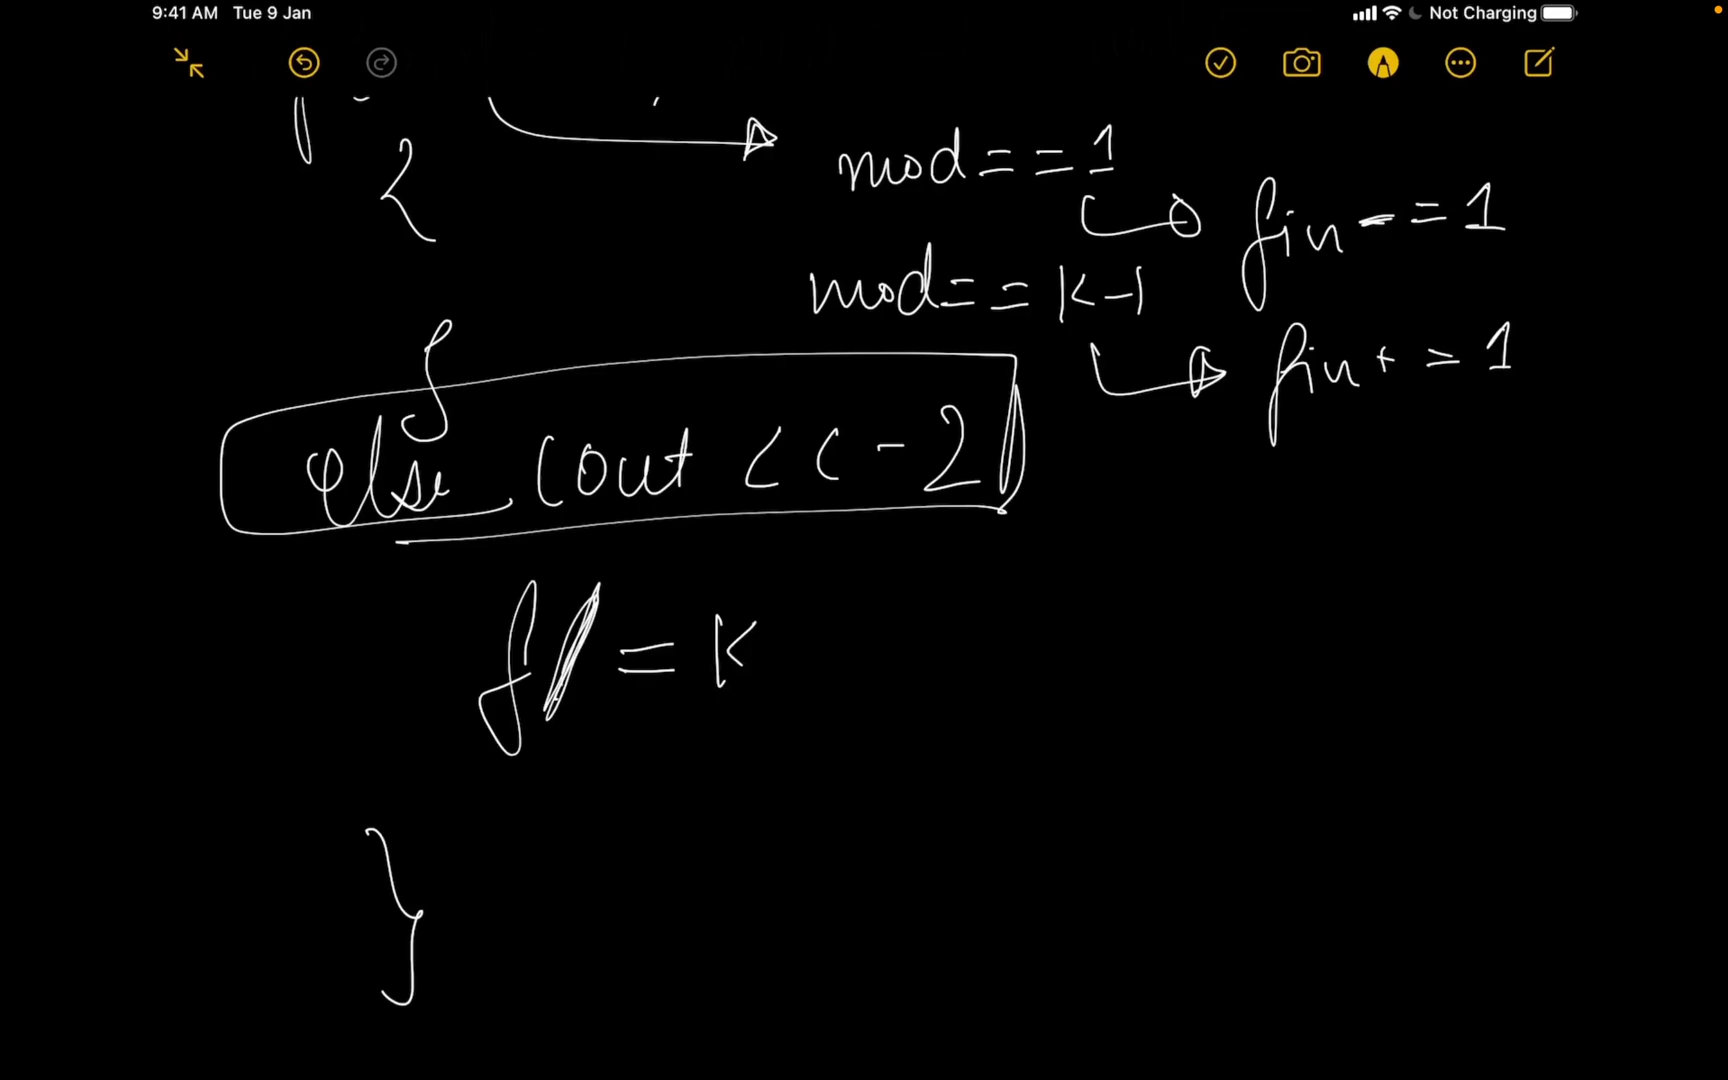 9:41 AM Tue 9 Jan
Not Charging
{
mod == 1
fin - = 1
mod == k-1
fin + = 1
}
else cout << -2
= k
}